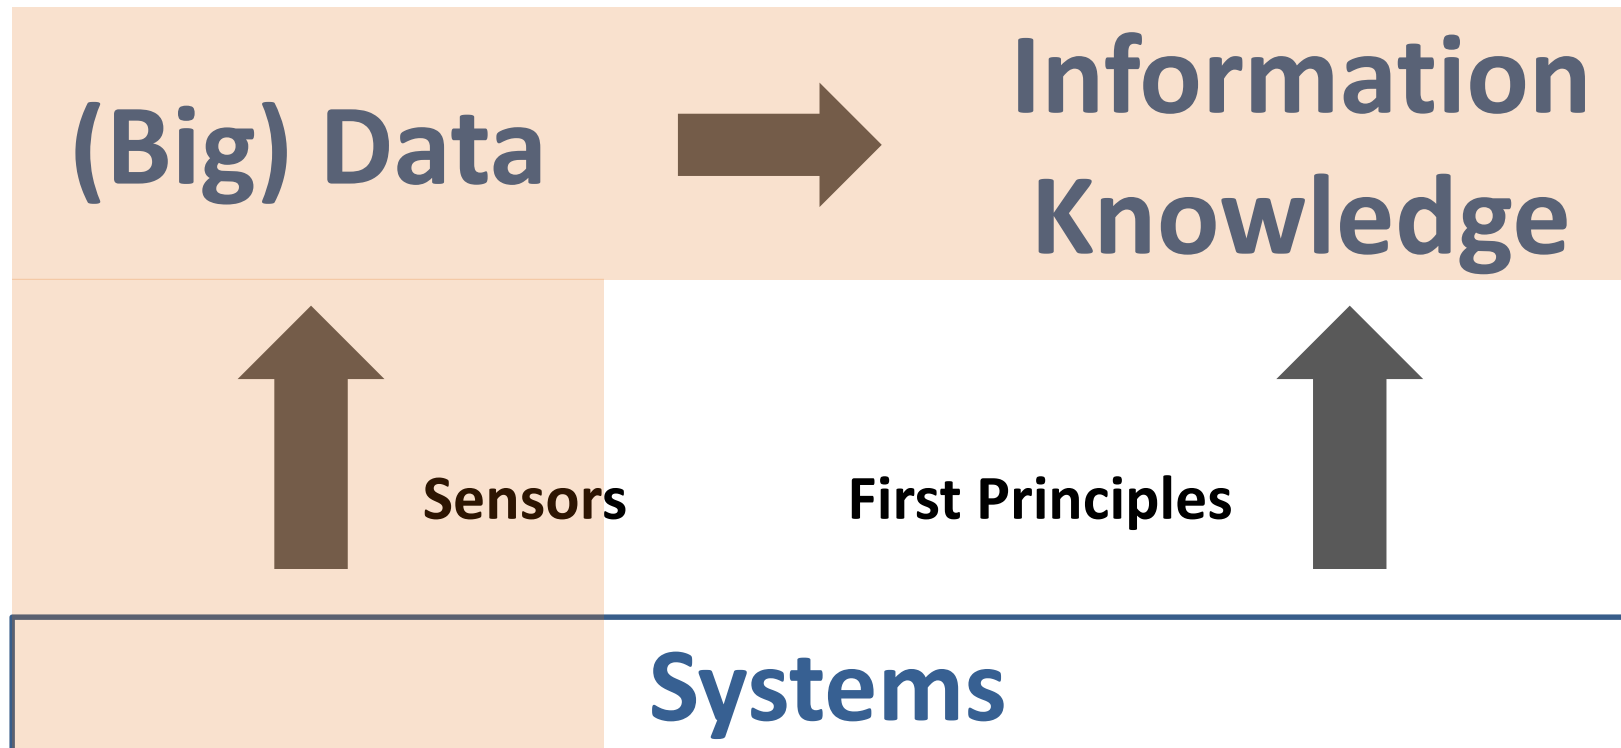 (Big) Data
Information
Knowledge
Sensors
First Principles
Systems